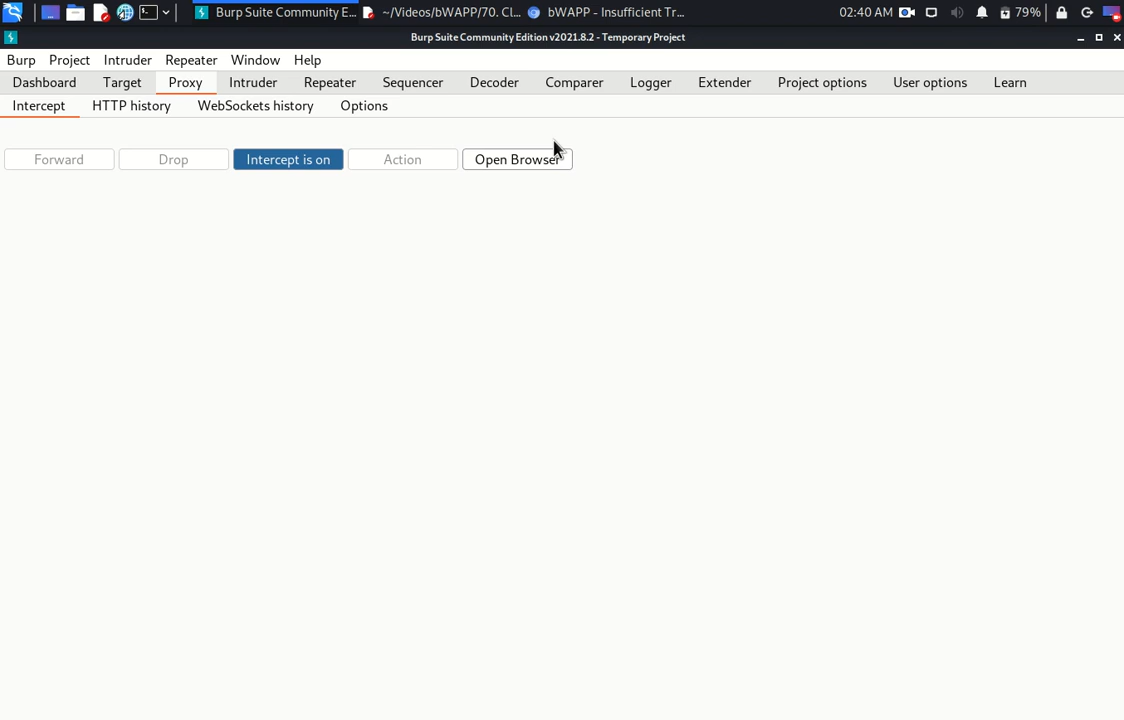 Burp Suite Community E... ~/Videos/bWAPP/70. Cl... bWAPP - Insufficient Tr... 02:40 AM 79%
Burp Suite Community Edition v2021.8.2 - Temporary Project
Burp Project Intruder Repeater Window Help
Dashboard Target Proxy Intruder Repeater Sequencer Decoder Comparer Logger Extender Project options User options Learn
Intercept HTTP history WebSockets history Options
Forward Drop Intercept is on Action Open Browser